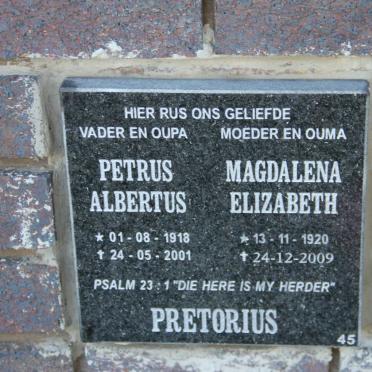 HIER RUS ONS GELIEFDE
VADER EN OUPA MOEDER EN OUMA
PETRUS MAGDALENA
ALBERTUS ELIZABETH
★ 01 - 08 - 1918 ★ 13 - 11 - 1920
✝ 24 - 05 - 2001 ✝ 24-12-2009
PSALM 23 : 1 "DIE HERE IS MY HERDER"
PRETORIUS
45